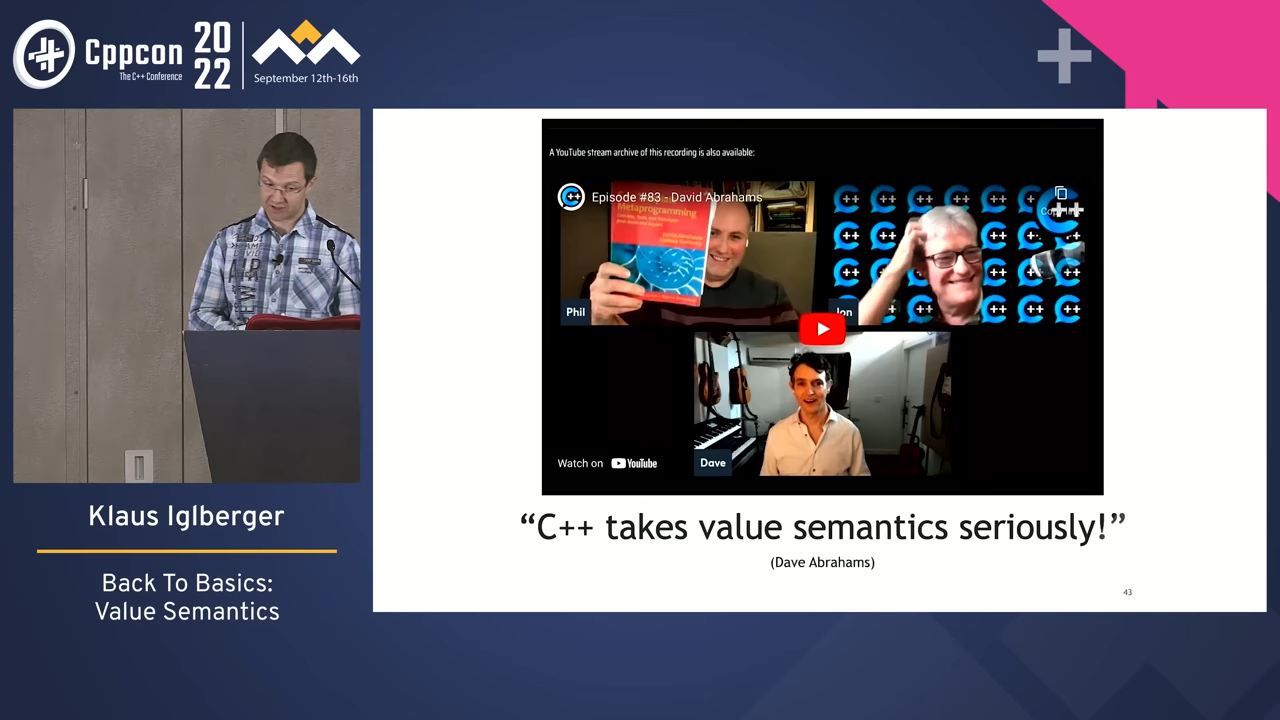 Cppcon
The C++ Conference
20
22
September 12th-16th
A YouTube stream archive of this recording is also available:
Episode #83 - David Abrahams
Metaprogramming
Phil
Jon
Dave
Watch on YouTube
“C++ takes value semantics seriously!”
(Dave Abrahams)
43
Klaus Iglberger
Back To Basics:
Value Semantics